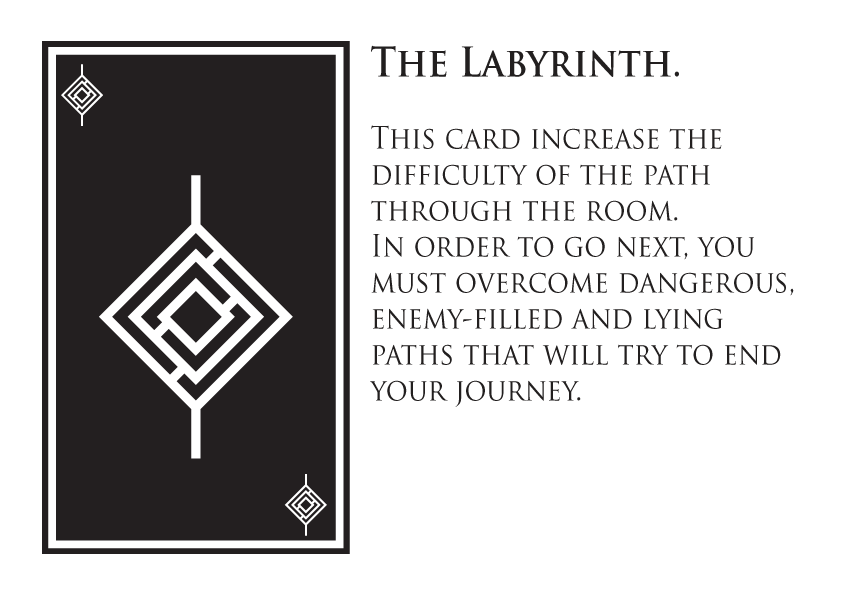 The Labyrinth.
This card increase the
difficulty of the path
through the room.
In order to go next, you
must overcome dangerous,
enemy-filled and lying
paths that will try to end
your journey.